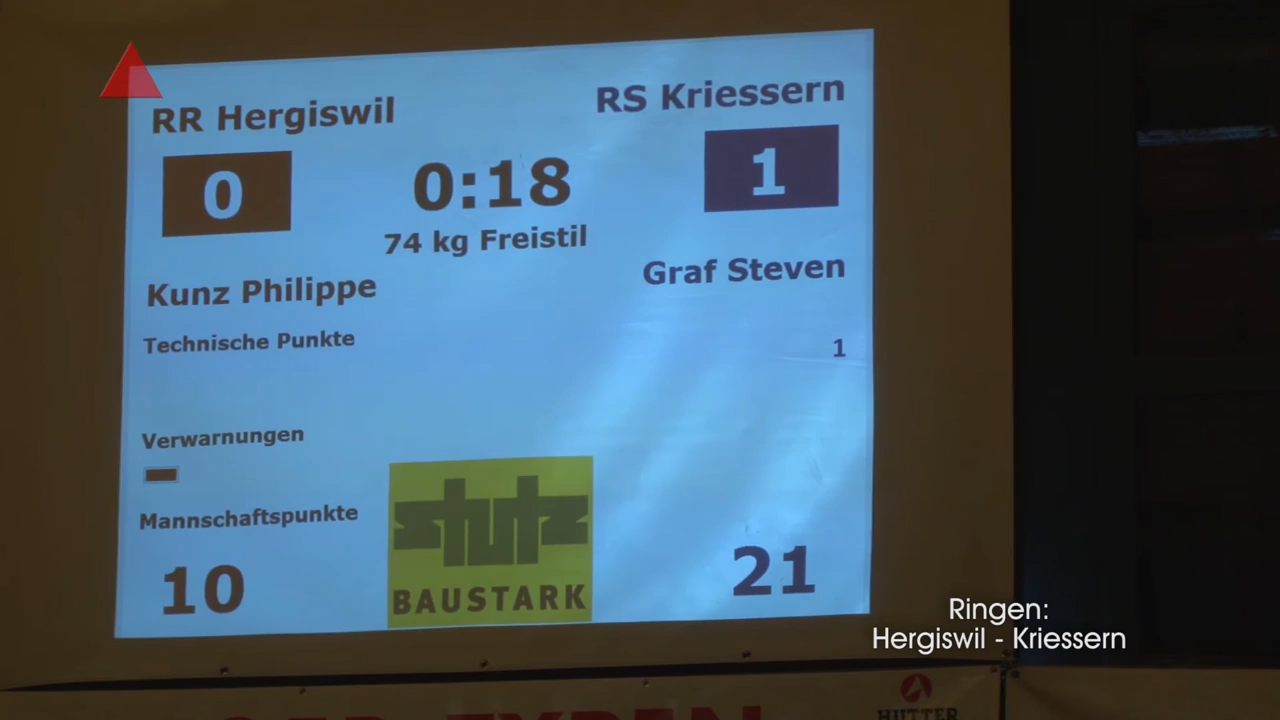 RR Hergiswil
RS Kriessern
0
0:18
1
74 kg Freistil
Kunz Philippe
Graf Steven
Technische Punkte
1
Verwarnungen
Mannschaftspunkte
stutz
BAUSTARK
10
21
Ringen:
Hergiswil - Kriessern
HUTTER